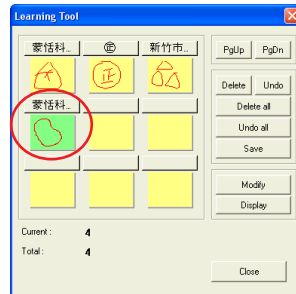 Learning Tool
蒙恬科... ㊣ 新竹市...
正
蒙恬科...
PgUp PgDn
Delete Undo
Delete all
Undo all
Save
Modify
Display
Current : 4
Total : 4
Close